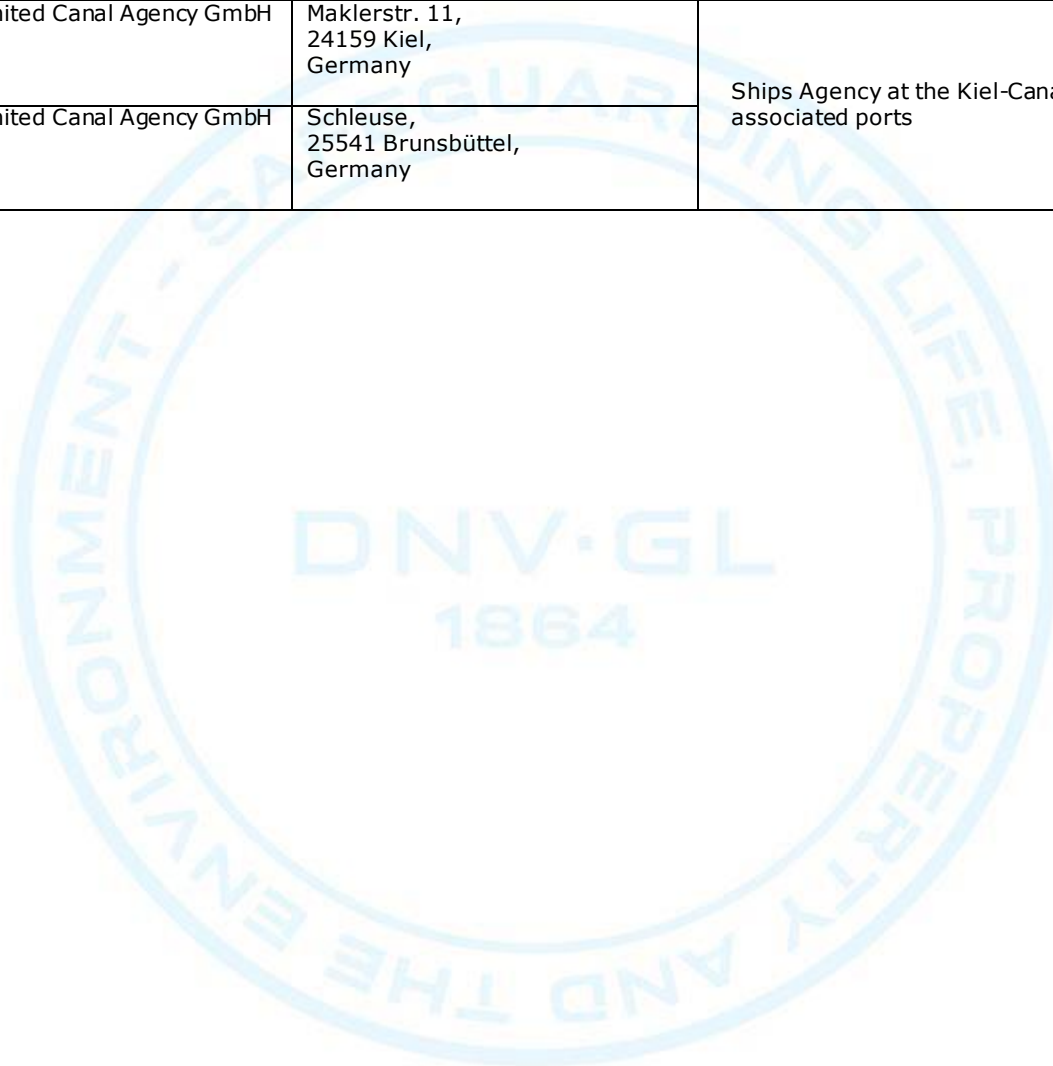 nited Canal Agency GmbH
Maklerstr. 11,
24159 Kiel,
Germany
Ships Agency at the Kiel-Cana
associated ports
nited Canal Agency GmbH
Schleuse,
25541 Brunsbüttel,
Germany
SAFEGUARDING LIFE, PROPERTY AND THE ENVIRONMENT -
DNV·GL
1864